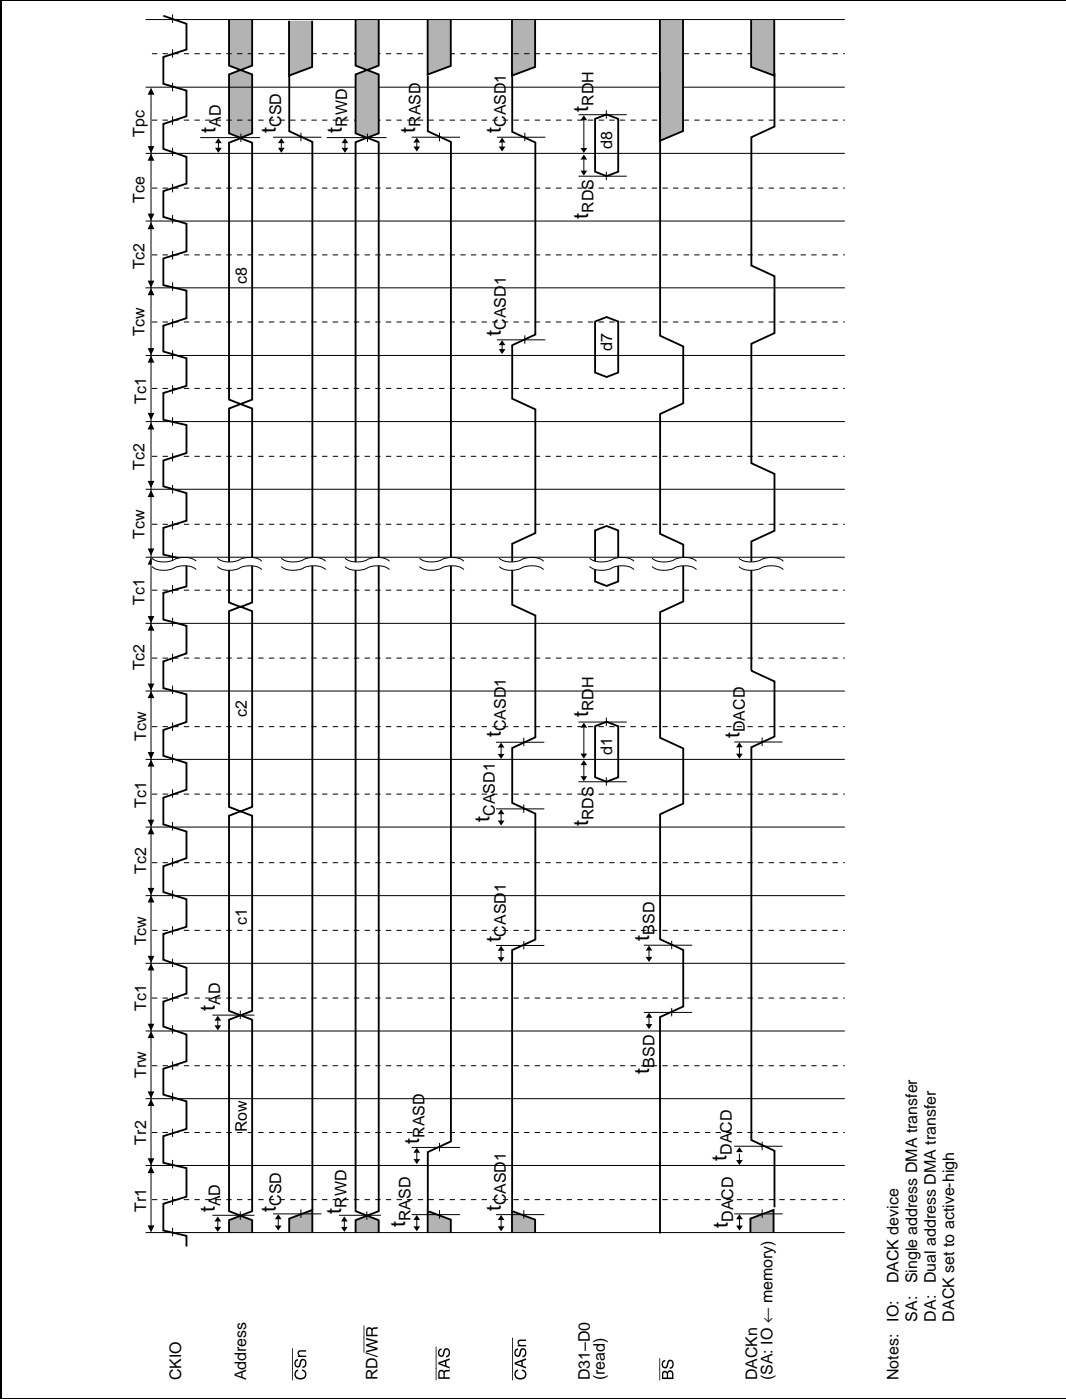 Tr1 Tr2 Trw Tc1 Tcw Tc2 Tc1 Tcw Tc2 Tc1 Tcw Tc2 Tc1 Tcw Tc2 Tce Tpc
CKIO
tAD tAD tAD
Address Row c1 c2 c8
tCSD tCSD
CSn
tRWD tRWD
RD/WR
tRASD tRASD tRASD
RAS
tCASD1 tCASD1 tCASD1 tCASD1 tCASD1 tCASD1
CASn
tRDS tRDH tRDS tRDH
D31–D0 d1 d7 d8
(read)
tBSD tBSD
BS
tDACD tDACD tDACD
DACKn
(SA: IO ← memory)
Notes: IO: DACK device
SA: Single address DMA transfer
DA: Dual address DMA transfer
DACK set to active-high